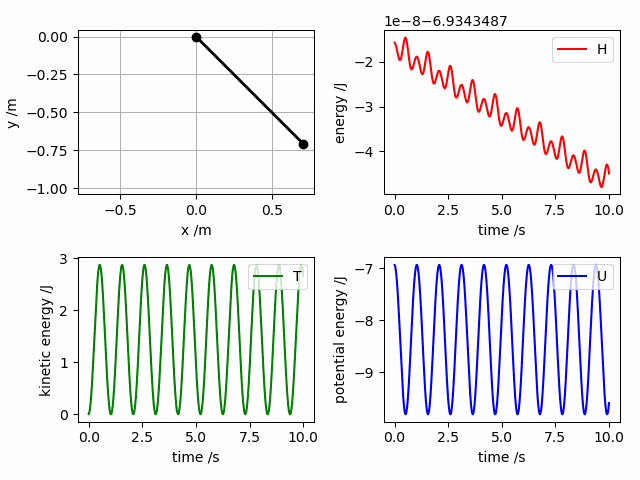 1e-8−6.9343487
0.00
−0.25
−0.50
−0.75
−1.00
y /m
−0.5
0.0
0.5
x /m
−2
−3
−4
energy /J
H
0.0
2.5
5.0
7.5
10.0
time /s
3
2
1
0
kinetic energy /J
T
0.0
2.5
5.0
7.5
10.0
time /s
−7
−8
−9
potential energy /J
U
0.0
2.5
5.0
7.5
10.0
time /s